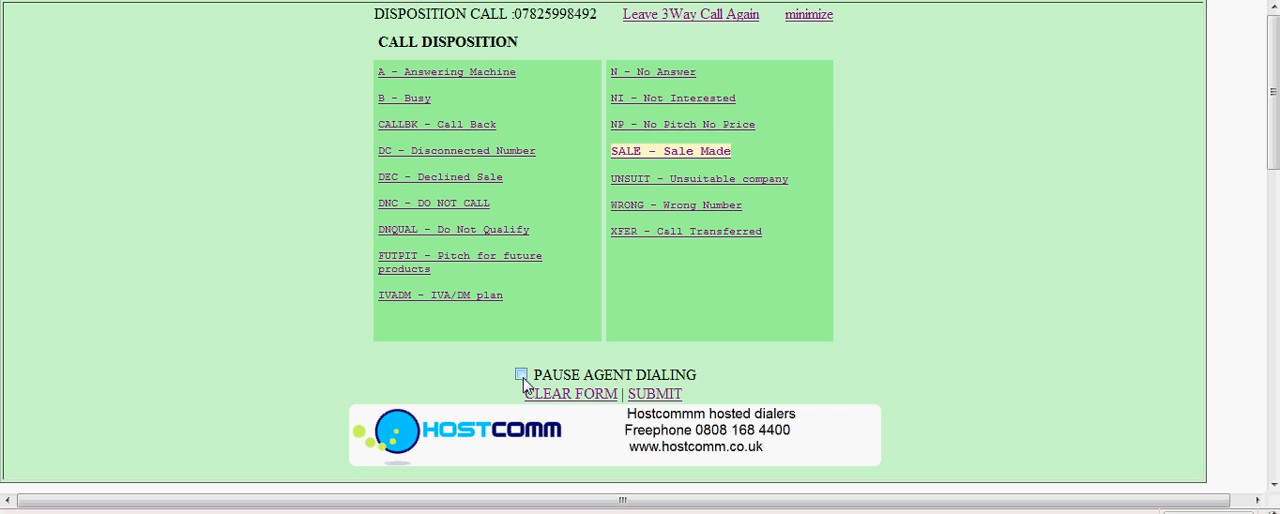 DISPOSITION CALL :07825998492 Leave 3Way Call Again minimize
CALL DISPOSITION
A - Answering Machine
B - Busy
CALLBK - Call Back
DC - Disconnected Number
DEC - Declined Sale
DNC - DO NOT CALL
DNQUAL - Do Not Qualify
FUTPIT - Pitch for future
products
IVADM - IVA/DM plan
N - No Answer
NI - Not Interested
NP - No Pitch No Price
SALE - Sale Made
UNSUIT - Unsuitable company
WRONG - Wrong Number
XFER - Call Transferred
PAUSE AGENT DIALING
CLEAR FORM | SUBMIT
HOSTCOMM
Hostcommm hosted dialers
Freephone 0808 168 4400
www.hostcomm.co.uk